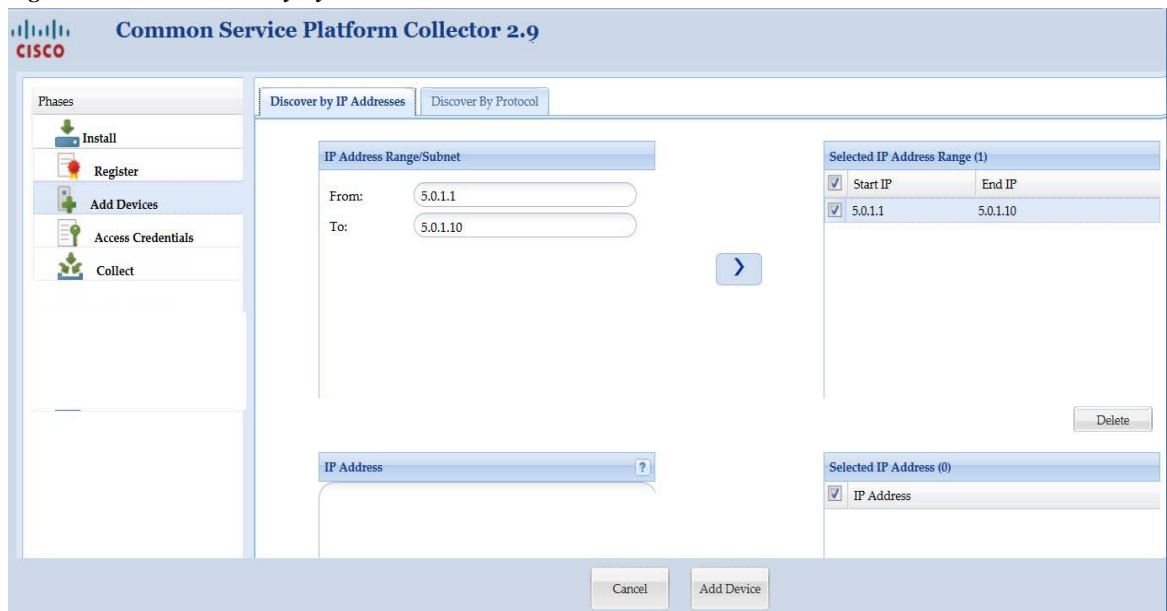 CISCO
Common Service Platform Collector 2.9
Phases
Install
Register
Add Devices
Access Credentials
Collect
Discover by IP Addresses
Discover By Protocol
IP Address Range/Subnet
From: 5.0.1.1
To: 5.0.1.10
Selected IP Address Range (1)
Start IP End IP
5.0.1.1 5.0.1.10
Delete
IP Address ?
Selected IP Address (0)
IP Address
Cancel
Add Device